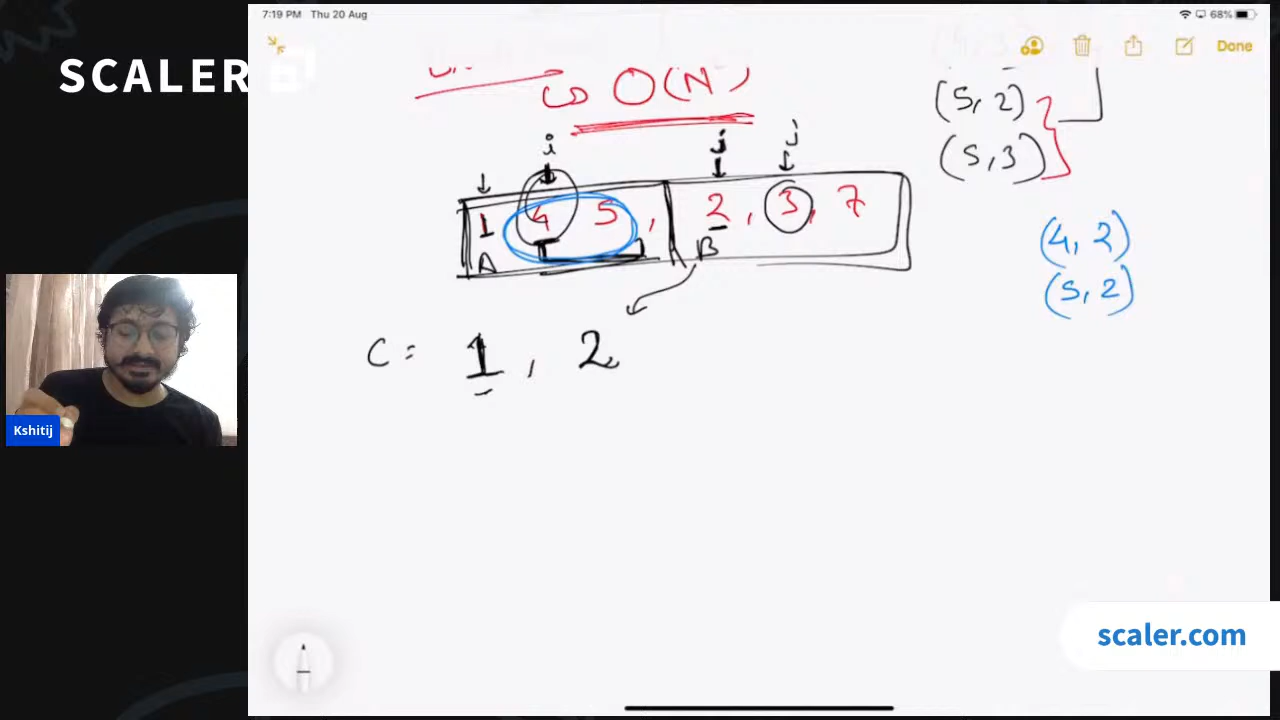 7:19 PM Thu 20 Aug
68%
Done
SCALER
O(N)
(5, 2)
(5, 3)
i
j
j
1 4 5, 2, 3, 7
A
B
(4, 2)
(5, 2)
C = 1, 2
Kshitij
scaler.com